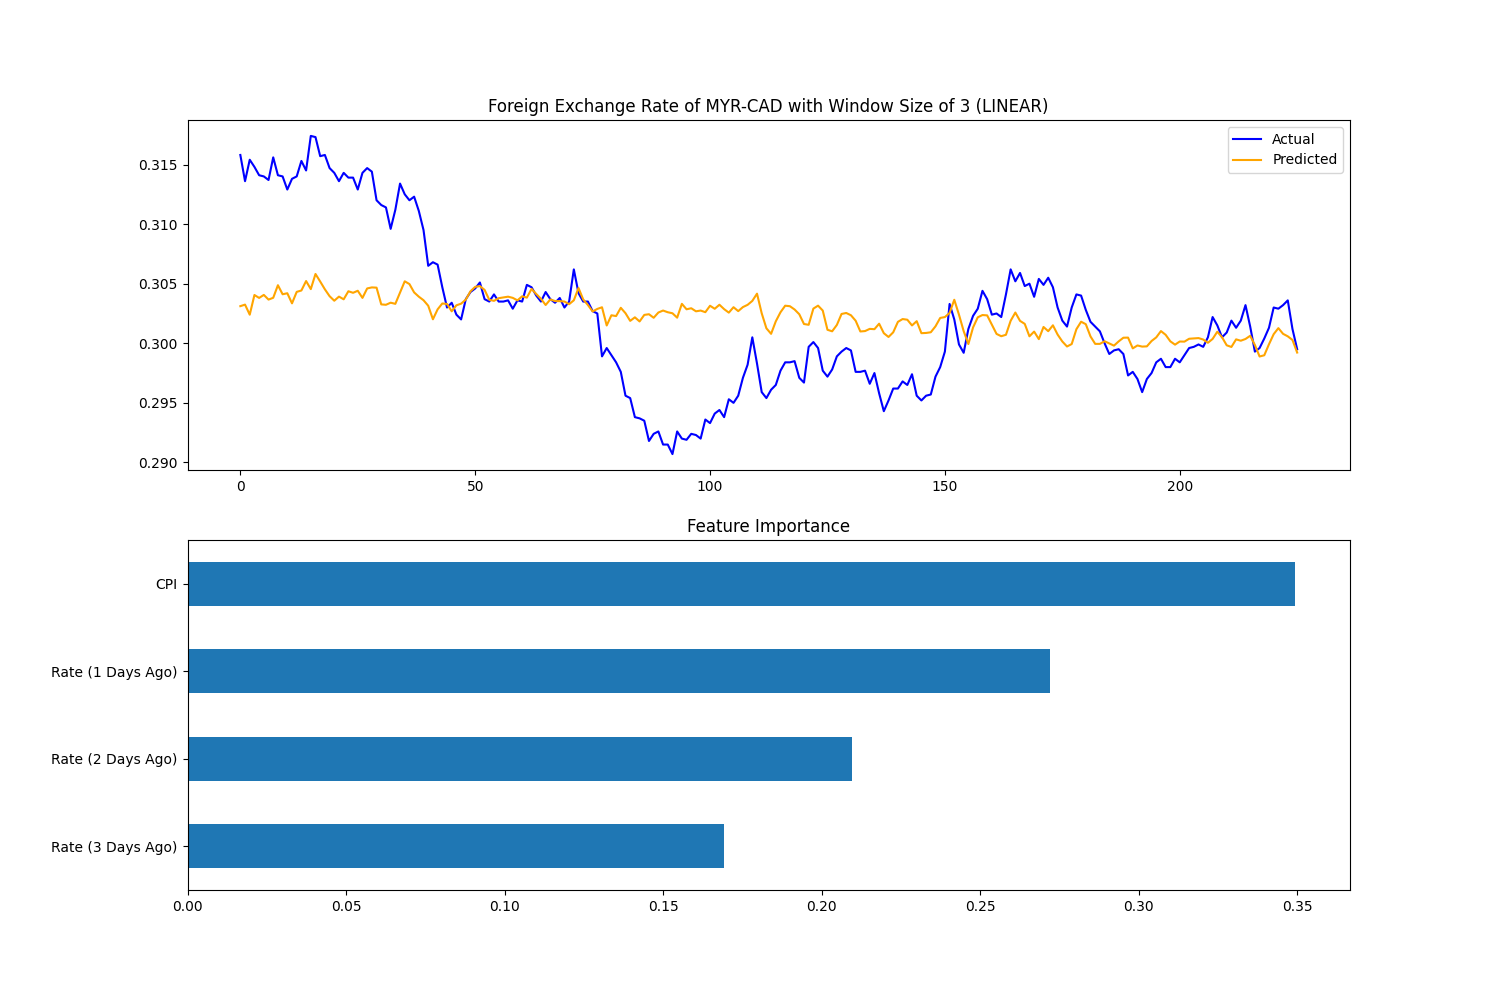 Foreign Exchange Rate of MYR-CAD with Window Size of 3 (LINEAR)
Actual
Predicted
0.315
0.310
0.305
0.300
0.295
0.290
0 50 100 150 200
Feature Importance
CPI
Rate (1 Days Ago)
Rate (2 Days Ago)
Rate (3 Days Ago)
0.00 0.05 0.10 0.15 0.20 0.25 0.30 0.35